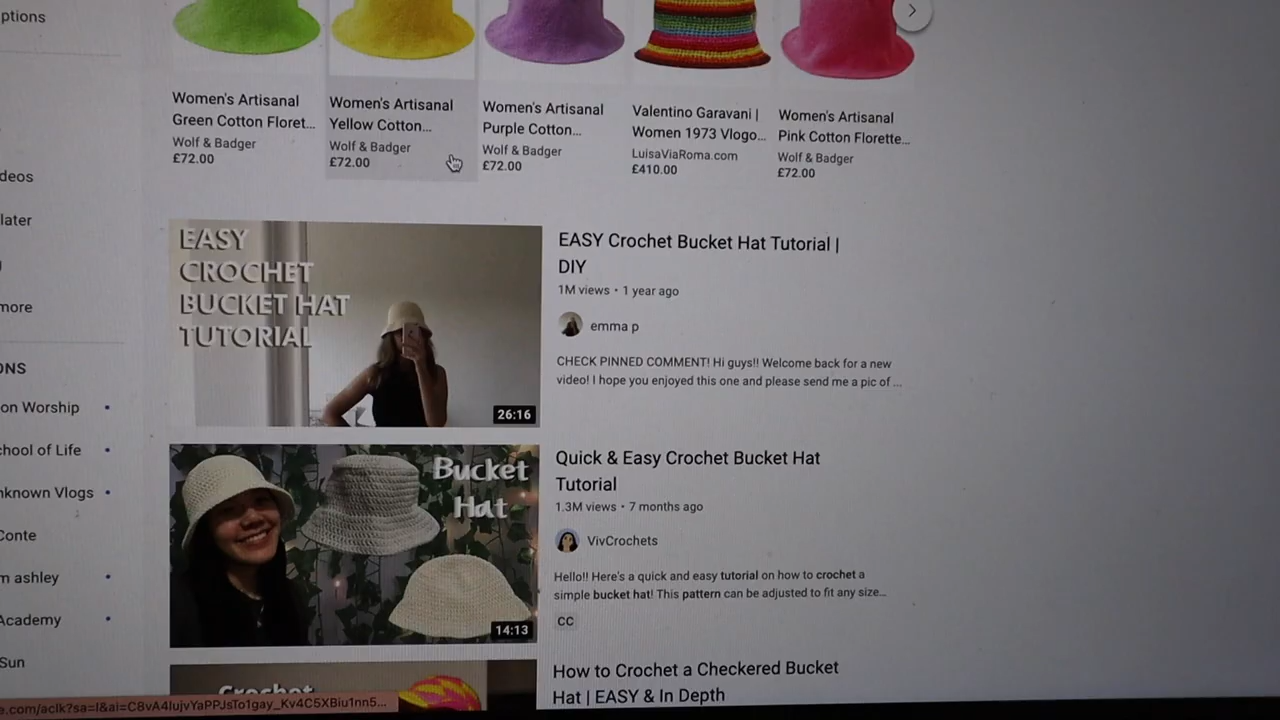 ptions
deos
later
more
ONS
on Worship
chool of Life
nknown Vlogs
Conte
m ashley
Academy
Sun
Women's Artisanal
Green Cotton Floret...
Wolf & Badger
£72.00
Women's Artisanal
Yellow Cotton...
Wolf & Badger
£72.00
Women's Artisanal
Purple Cotton...
Wolf & Badger
£72.00
Valentino Garavani |
Women 1973 Vlogo...
LuisaViaRoma.com
£410.00
Women's Artisanal
Pink Cotton Florette...
Wolf & Badger
£72.00
EASY
CROCHET
BUCKET HAT
TUTORIAL
26:16
EASY Crochet Bucket Hat Tutorial |
DIY
1M views • 1 year ago
emma p
CHECK PINNED COMMENT! Hi guys!! Welcome back for a new
video! I hope you enjoyed this one and please send me a pic of ...
Bucket
Hat
14:13
Quick & Easy Crochet Bucket Hat
Tutorial
1.3M views • 7 months ago
VivCrochets
Hello!! Here's a quick and easy tutorial on how to crochet a
simple bucket hat! This pattern can be adjusted to fit any size...
CC
Crochet
How to Crochet a Checkered Bucket
Hat | EASY & In Depth